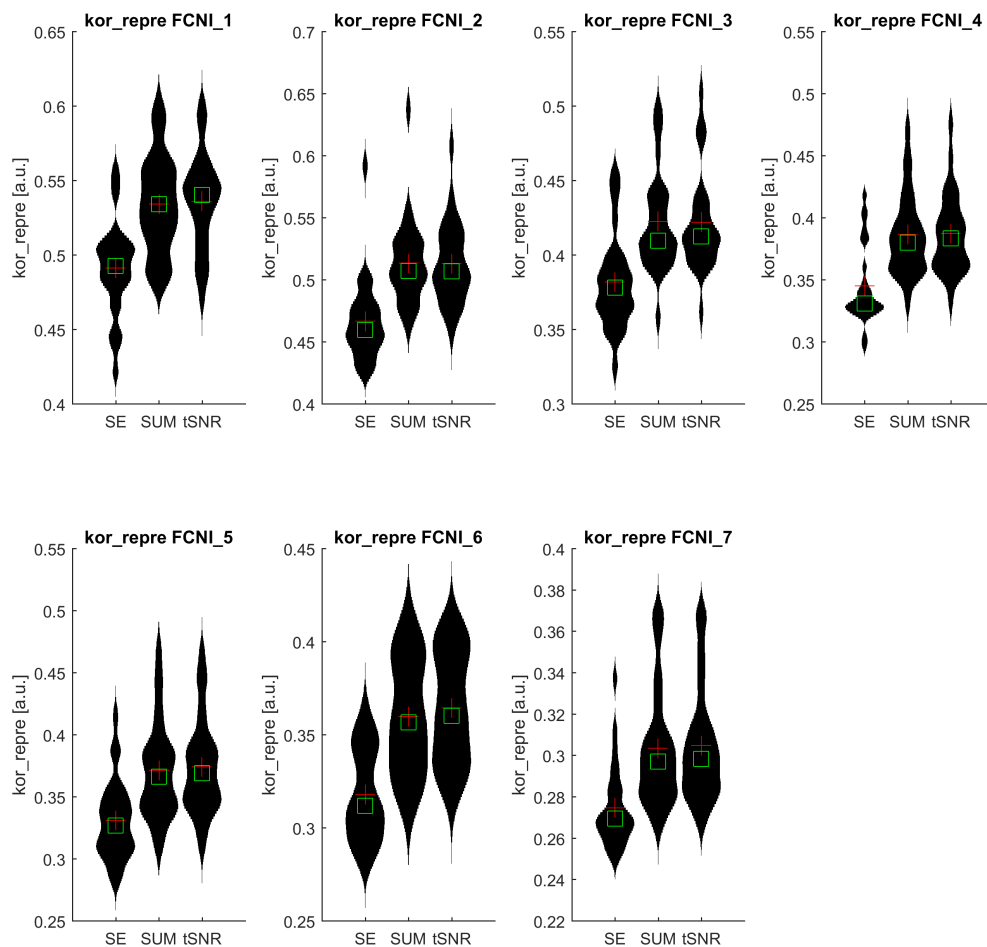 kor_repre FCNI_1
0.65
0.6
0.55
0.5
0.45
0.4
kor_repre [a.u.]
SE SUM tSNR
kor_repre FCNI_2
0.7
0.65
0.6
0.55
0.5
0.45
0.4
kor_repre [a.u.]
SE SUM tSNR
kor_repre FCNI_3
0.55
0.5
0.45
0.4
0.35
0.3
kor_repre [a.u.]
SE SUM tSNR
kor_repre FCNI_4
0.55
0.5
0.45
0.4
0.35
0.3
0.25
kor_repre [a.u.]
SE SUM tSNR
kor_repre FCNI_5
0.55
0.5
0.45
0.4
0.35
0.3
0.25
kor_repre [a.u.]
SE SUM tSNR
kor_repre FCNI_6
0.45
0.4
0.35
0.3
0.25
kor_repre [a.u.]
SE SUM tSNR
kor_repre FCNI_7
0.4
0.38
0.36
0.34
0.32
0.3
0.28
0.26
0.24
0.22
kor_repre [a.u.]
SE SUM tSNR